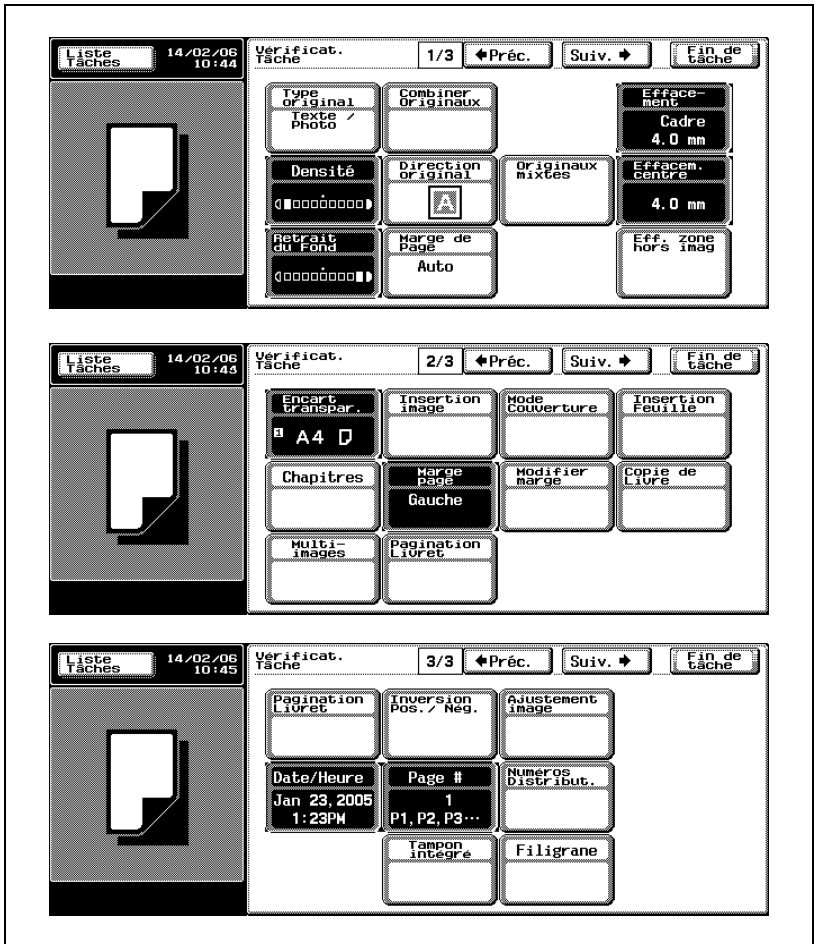 Liste
Tâches
14/02/06
10:44
Vérificat.
Tâche
1/3
Préc.
Suiv.
Fin de
tâche
Type
original
Texte /
Photo
Combiner
Originaux
Efface-
ment
Cadre
4.0 mm
Densité
Direction
original
A
Originaux
mixtes
Effacem.
centre
4.0 mm
Retrait
du Fond
Marge de
Page
Auto
Eff. zone
hors imag
Liste
Tâches
14/02/06
Vérificat.
Tâche
2/3
Préc.
Suiv.
Fin de
tâche
Encart
transpar.
1 A4
Insertion
image
Mode
Couverture
Insertion
Feuille
Chapitres
Marge
page
Gauche
Modifier
marge
Copie de
Livre
Multi-
images
Pagination
Livret
Liste
Tâches
14/02/06
10:45
Vérificat.
Tâche
3/3
Préc.
Suiv.
Fin de
tâche
Pagination
Livret
Inversion
Pos./ Nég.
Ajustement
image
Date/Heure
Jan 23,2005
1:23PM
Page #
1
P1,P2,P3···
Numéros
Distribut.
Tampon
intégré
Filigrane